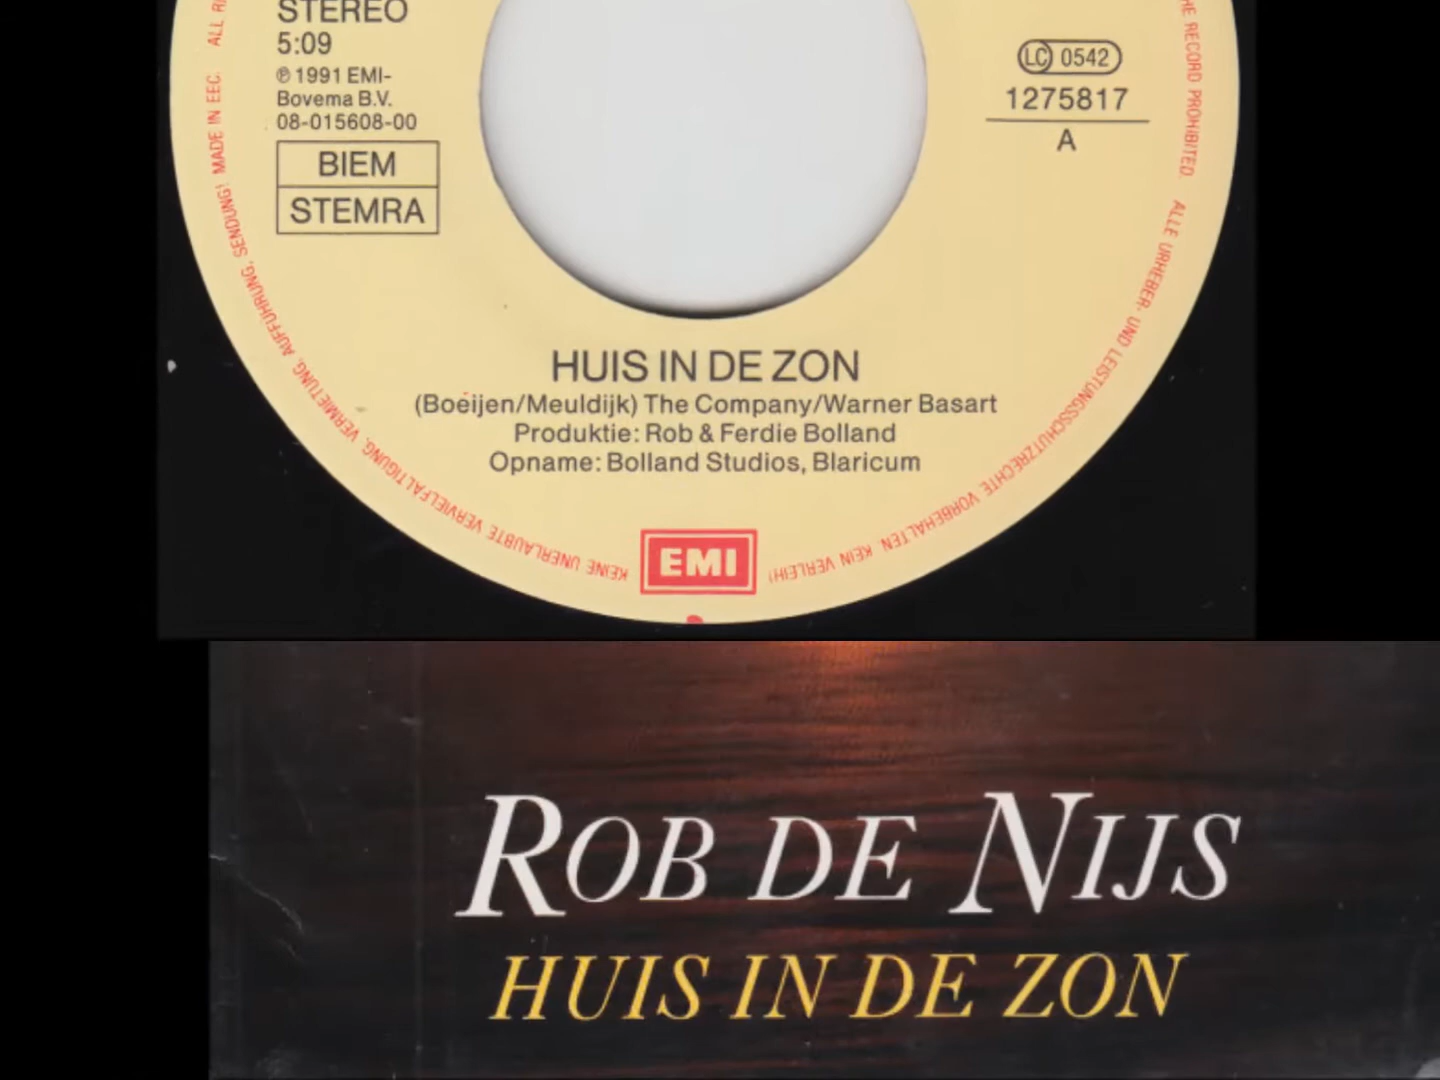 STEREO
5:09
℗ 1991 EMI-
Bovema B.V.
08-015608-00
BIEM
STEMRA
LC 0542
1275817
A
HUIS IN DE ZON
(Boeijen/Meuldijk) The Company/Warner Basart
Produktie: Rob & Ferdie Bolland
Opname: Bolland Studios, Blaricum
EMI
HE RECORD PROHIBITED. ALLE URHEBER- UND LEISTUNGSSCHUTZRECHTE VORBEHALTEN. KEIN VERLEIH!
KEINE UNERLAUBTE VERVIELFÄLTIGUNG, VERMIETUNG, AUFFÜHRUNG, SENDUNG! MADE IN EEC. ALL
ROB DE NIJS
HUIS IN DE ZON